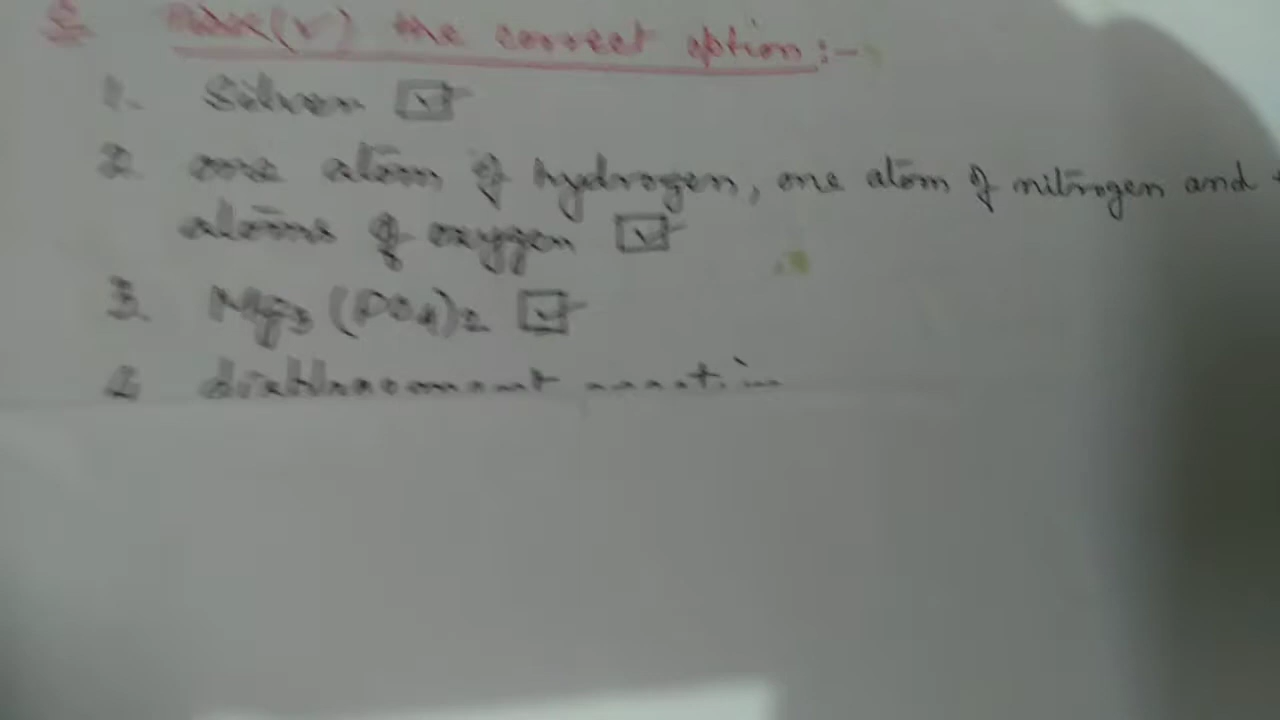 (✓) the correct option :-
1. Silver ☑
2. one atom of hydrogen, one atom of nitrogen and
atoms of oxygen ☑
3. Mg3 (PO4)2 ☑
displacement